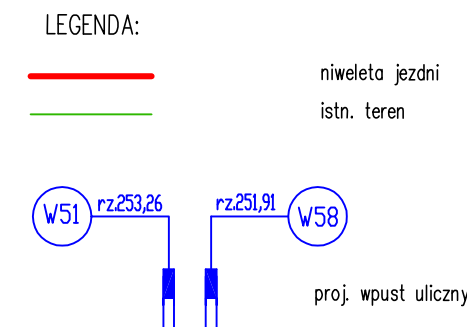 LEGENDA:
niweleta jezdni
istn. teren
W51 rz.253,26 rz.251,91 W58
proj. wpust uliczny